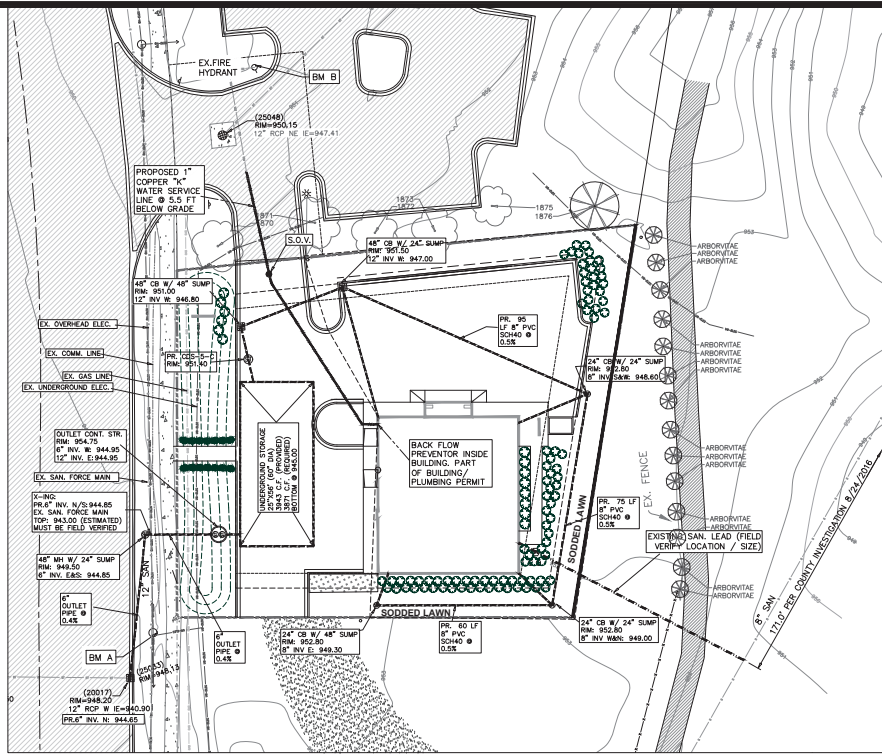 EX.FIRE
HYDRANT
BM B
(25048)
RIM=950.15
12" RCP NE IE=947.41
PROPOSED 1"
COPPER "K"
WATER SERVICE
LINE @ 5.5 FT
BELOW GRADE
1871
1870
1873
1872
1875
1876
S.O.V.
48" CB W/ 24" SUMP
RIM: 951.50
12" INV W: 947.00
48" CB W/ 48" SUMP
RIM: 951.00
12" INV W: 946.80
EX. OVERHEAD ELEC.
EX. COMM. LINE
EX. GAS LINE
EX. UNDERGROUND ELEC.
PR. CDS-5-C
RIM: 951.40
PR. 95
LF 8" PVC
SCH40 @
0.5%
24" CB W/ 24" SUMP
RIM: 952.80
8" INV S&W: 948.60
ARBORVITAE
ARBORVITAE
ARBORVITAE
ARBORVITAE
ARBORVITAE
ARBORVITAE
ARBORVITAE
ARBORVITAE
ARBORVITAE
ARBORVITAE
ARBORVITAE
ARBORVITAE
ARBORVITAE
ARBORVITAE
OUTLET CONT. STR.
RIM: 954.75
6" INV. W: 944.95
12" INV. E: 944.95
EX. SAN. FORCE MAIN
UNDERGROUND STORAGE
25'X56' (60" DIA)
3943 C.F. (PROVIDED)
3971 C.F. (REQUIRED)
BOTTOM @ 945.00
BACK FLOW
PREVENTOR INSIDE
BUILDING. PART
OF BUILDING/
PLUMBING PERMIT
X-ING:
PR.6" INV. N/S: 944.85
EX. SAN. FORCE MAIN
TOP: 943.00 (ESTIMATED)
MUST BE FIELD VERIFIED
PR. 75 LF
8" PVC
SCH40 @
0.5%
EX. FENCE
SODDED LAWN
EXISTING SAN. LEAD (FIELD
VERIFY LOCATION / SIZE)
48" MH W/ 24" SUMP
RIM: 949.50
6" INV. E&S: 944.85
12" SAN
6"
OUTLET
PIPE @
0.4%
6"
OUTLET
PIPE @
0.4%
BM A
SODDED LAWN
24" CB W/ 48" SUMP
RIM: 952.80
8" INV E: 949.30
PR. 60 LF
8" PVC
SCH40 @
0.5%
24" CB W/ 24" SUMP
RIM: 952.80
8" INV W&N: 949.00
8" SAN
171.0' PER COUNTY INVESTIGATION 8/24/2016
(20017)
RIM=948.20
12" RCP W IE=940.90
PR.6" INV. N: 944.65